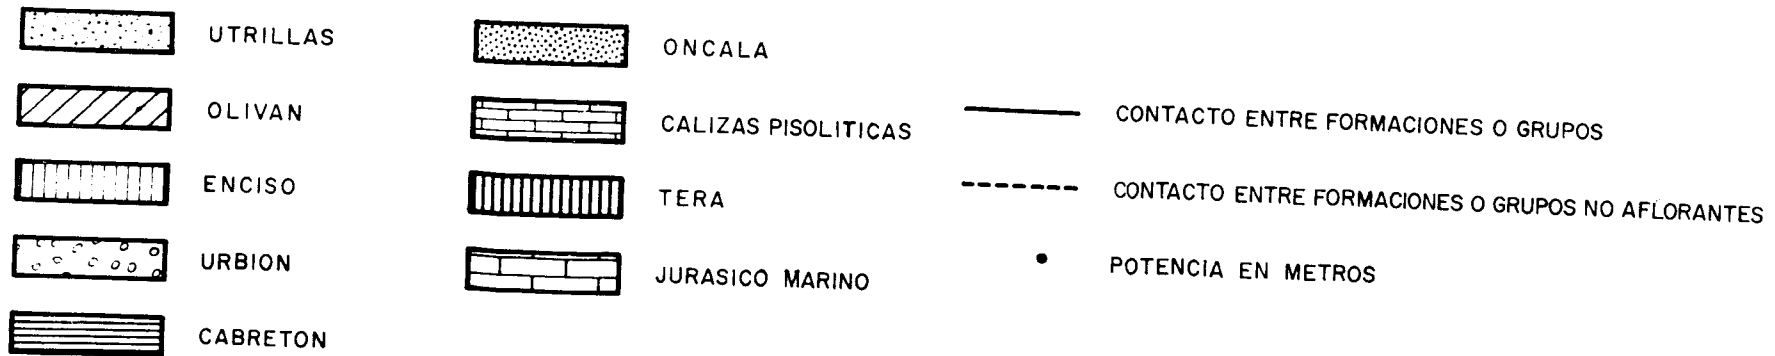 UTRILLAS
OLIVAN
ENCISO
URBION
CABRETON
ONCALA
CALIZAS PISOLITICAS
TERA
JURASICO MARINO
CONTACTO ENTRE FORMACIONES O GRUPOS
CONTACTO ENTRE FORMACIONES O GRUPOS NO AFLORANTES
POTENCIA EN METROS